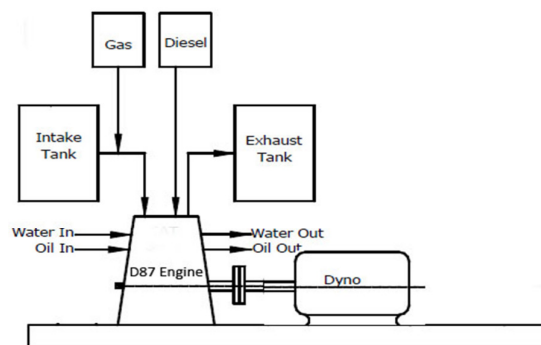 Gas
Diesel
Intake
Tank
Exhaust
Tank
Water In
Water Out
Oil In
Oil Out
D87 Engine
Dyno